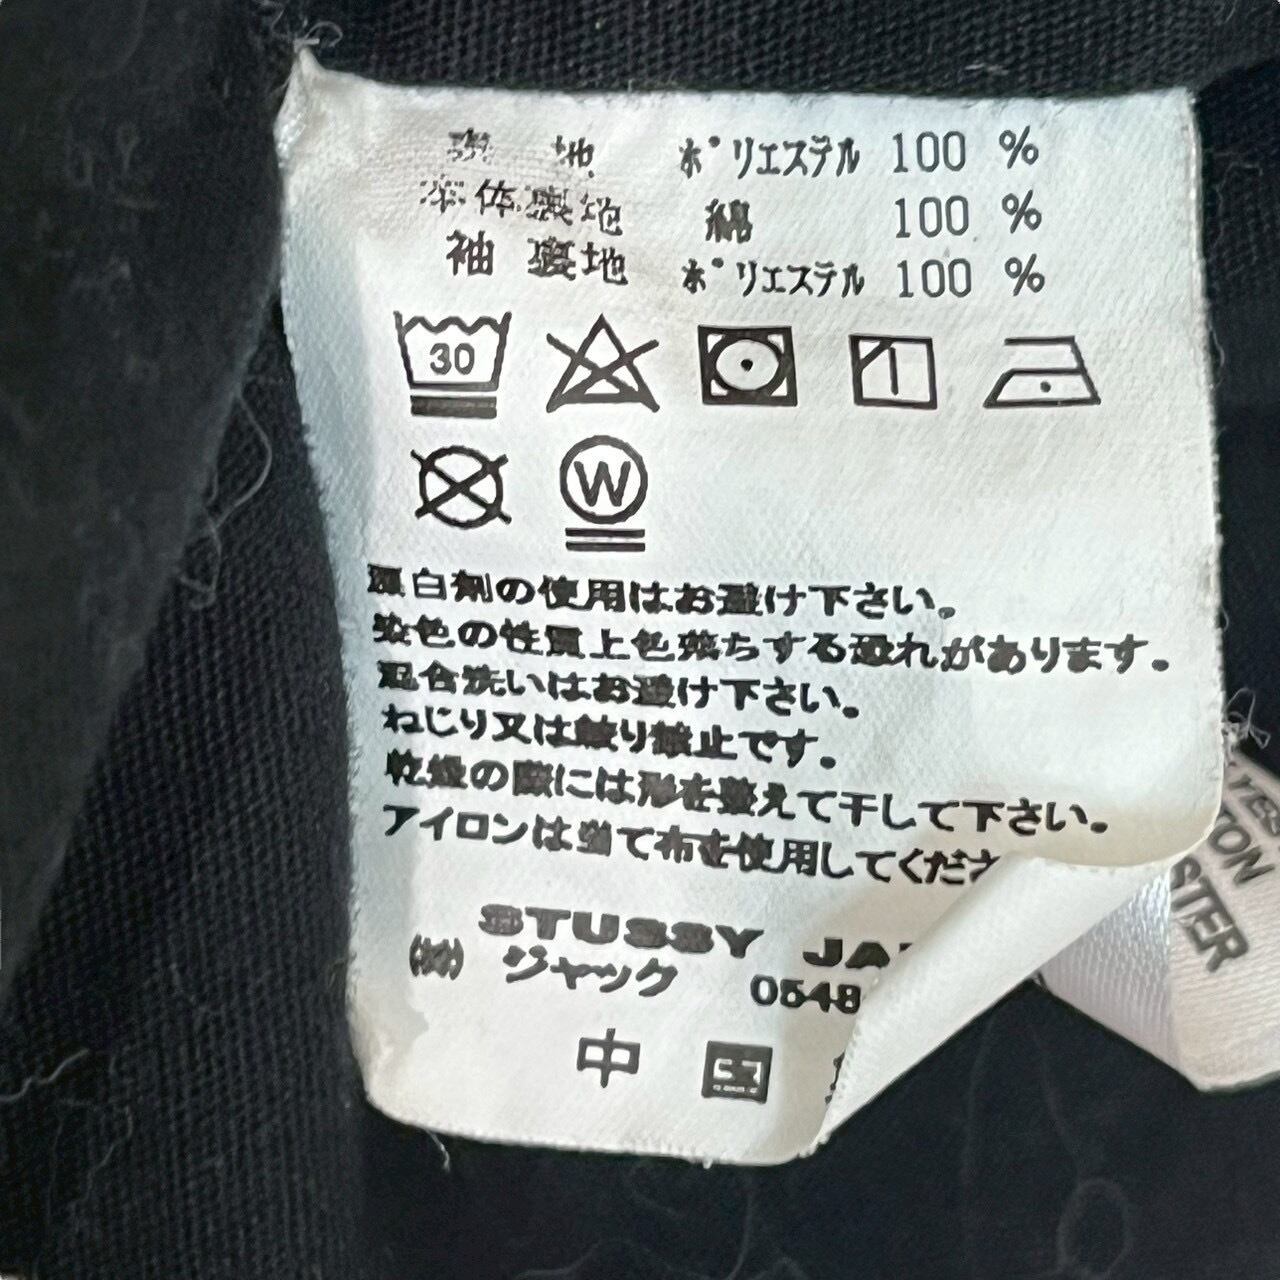 表 地 ポリエステル 100 %
本体裏地 綿 100 %
袖 裏地 ポリエステル 100 %
30
W
漂白剤の使用はお避け下さい。
染色の性質上色落ちする恐れがあります。
配合洗いはお避け下さい。
ねじり又は絞り禁止です。
乾燥の際には形を整えて干して下さい。
アイロンは当て布を使用してくださ
STUSSY JA
(株) ジャック 0548
中 国
YES
TON
STER